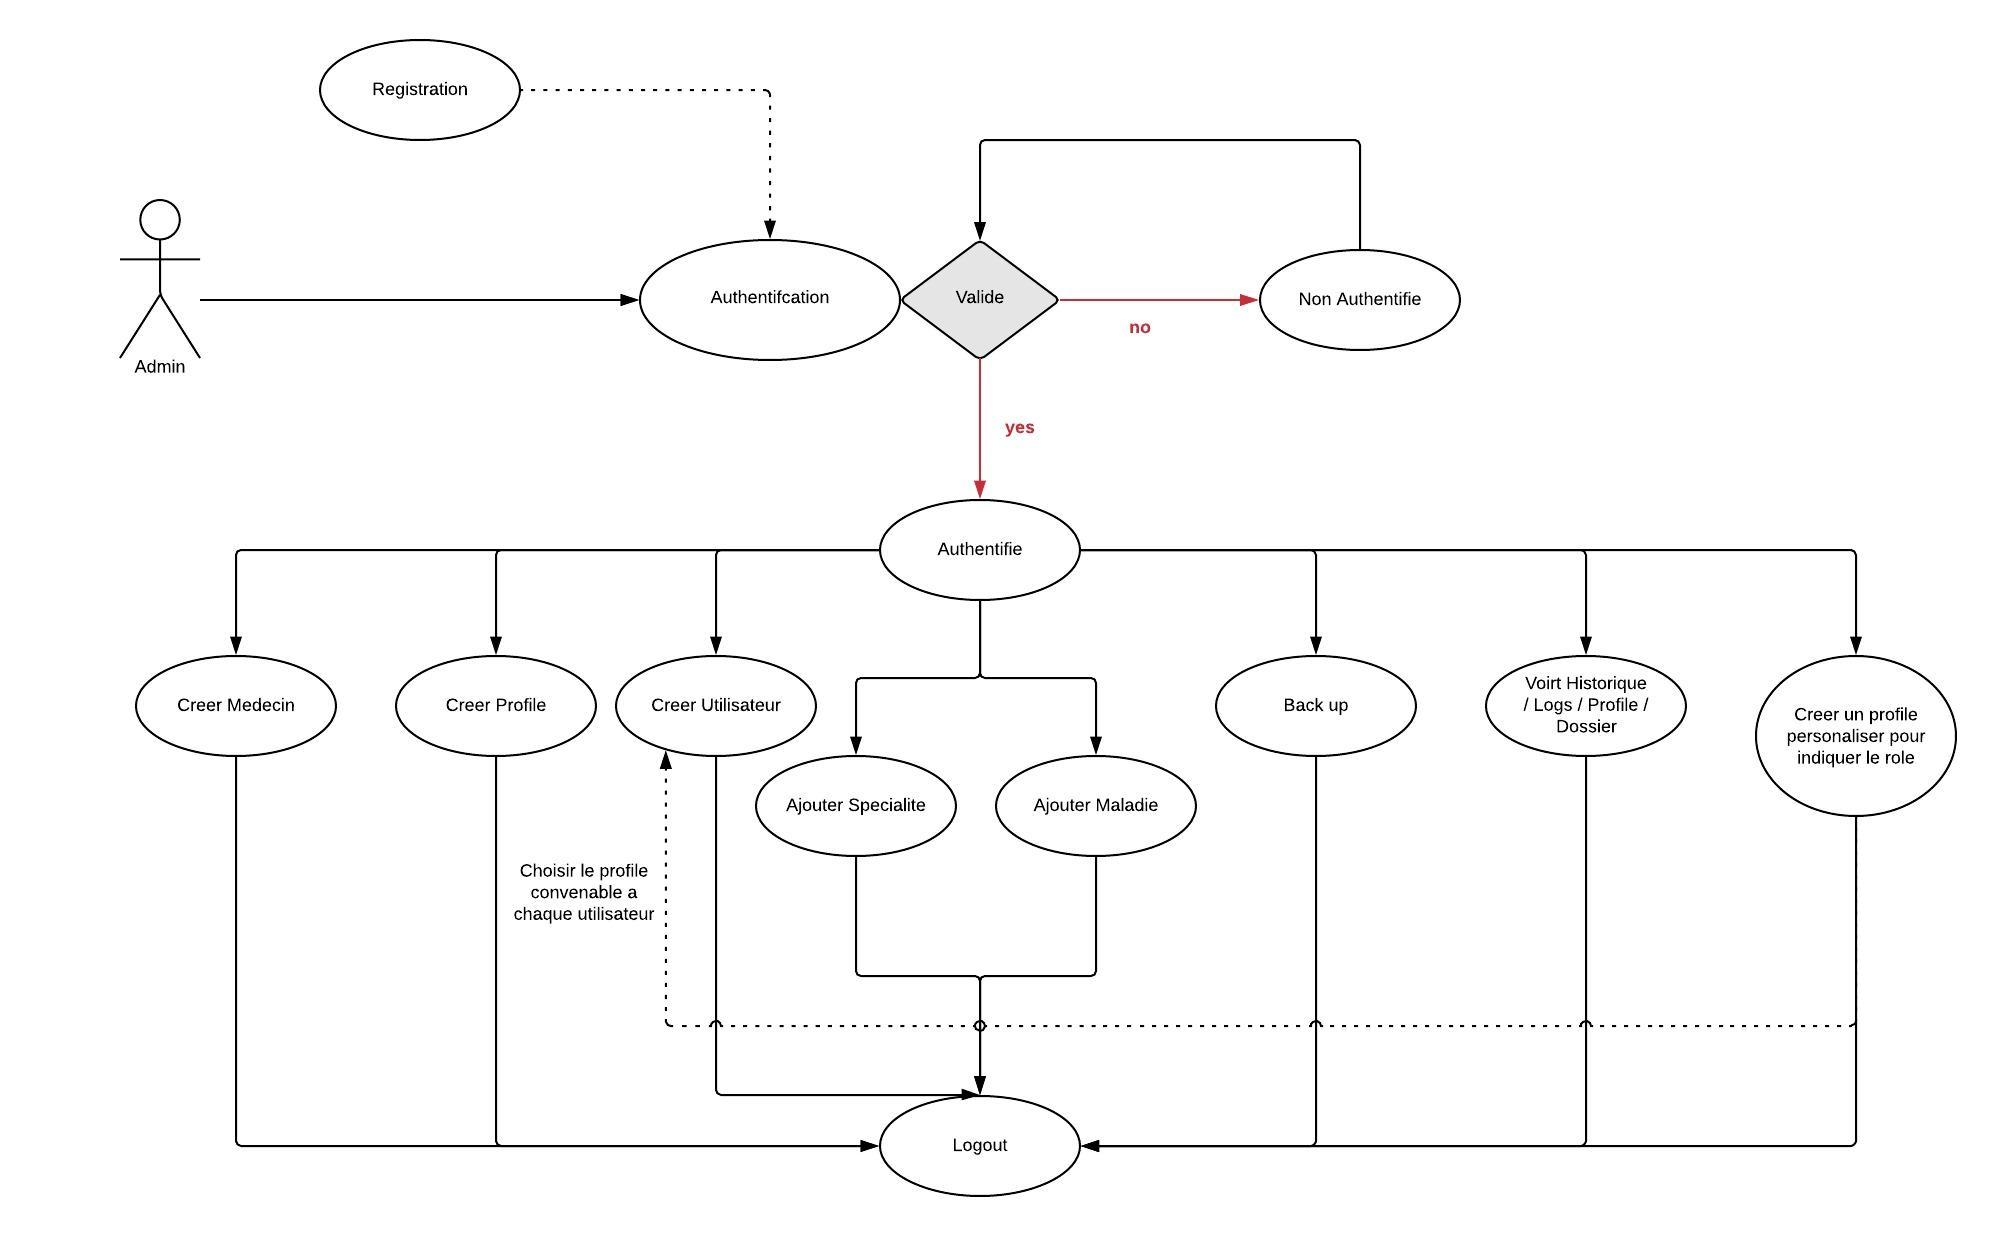 Registration
Admin
Authentifcation
Valide
no
Non Authentifie
yes
Authentifie
Creer Medecin
Creer Profile
Creer Utilisateur
Ajouter Specialite
Ajouter Maladie
Back up
Voirt Historique
/ Logs / Profile /
Dossier
Creer un profile
personaliser pour
indiquer le role
Choisir le profile
convenable a
chaque utilisateur
Logout